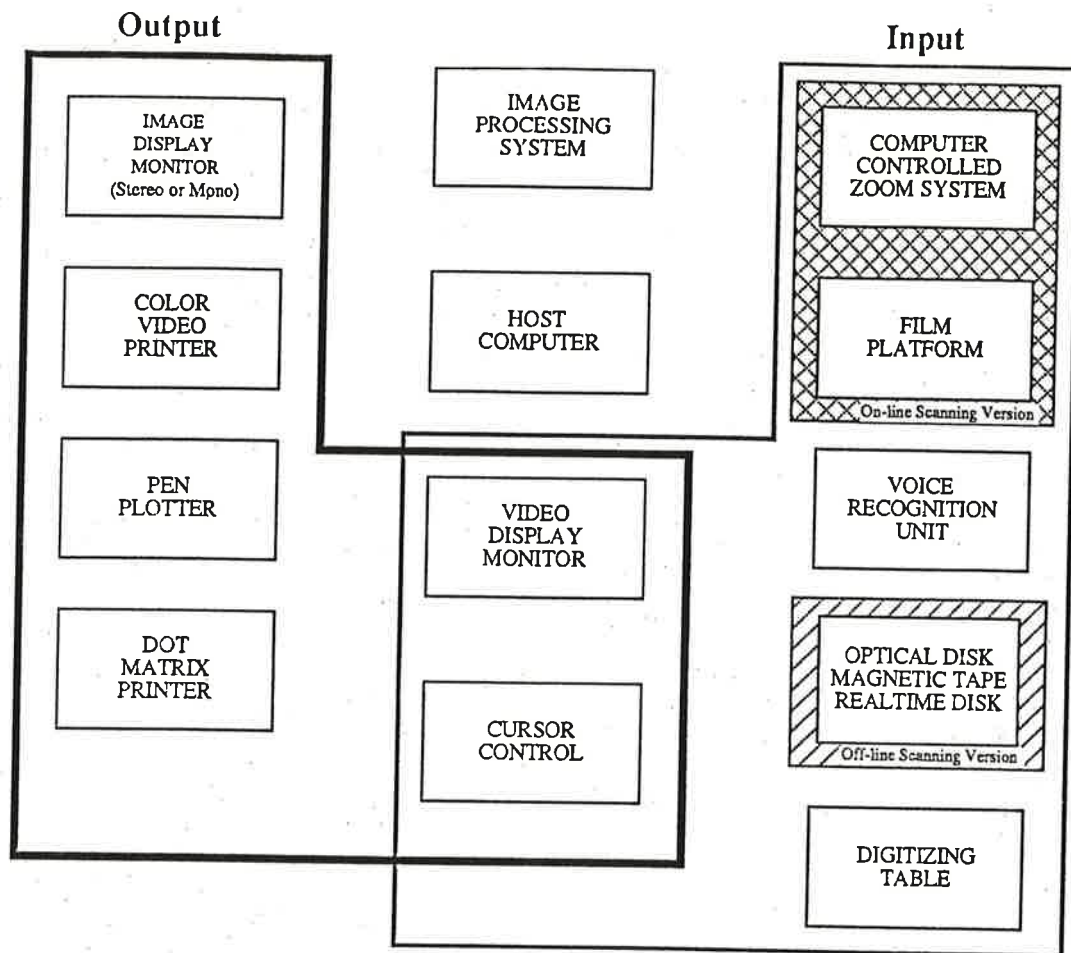 Output
Input
IMAGE
DISPLAY
MONITOR
(Stereo or Mono)
IMAGE
PROCESSING
SYSTEM
COMPUTER
CONTROLLED
ZOOM SYSTEM
COLOR
VIDEO
PRINTER
HOST
COMPUTER
FILM
PLATFORM
On-line Scanning Version
PEN
PLOTTER
VIDEO
DISPLAY
MONITOR
VOICE
RECOGNITION
UNIT
DOT
MATRIX
PRINTER
CURSOR
CONTROL
OPTICAL DISK
MAGNETIC TAPE
REALTIME DISK
Off-line Scanning Version
DIGITIZING
TABLE